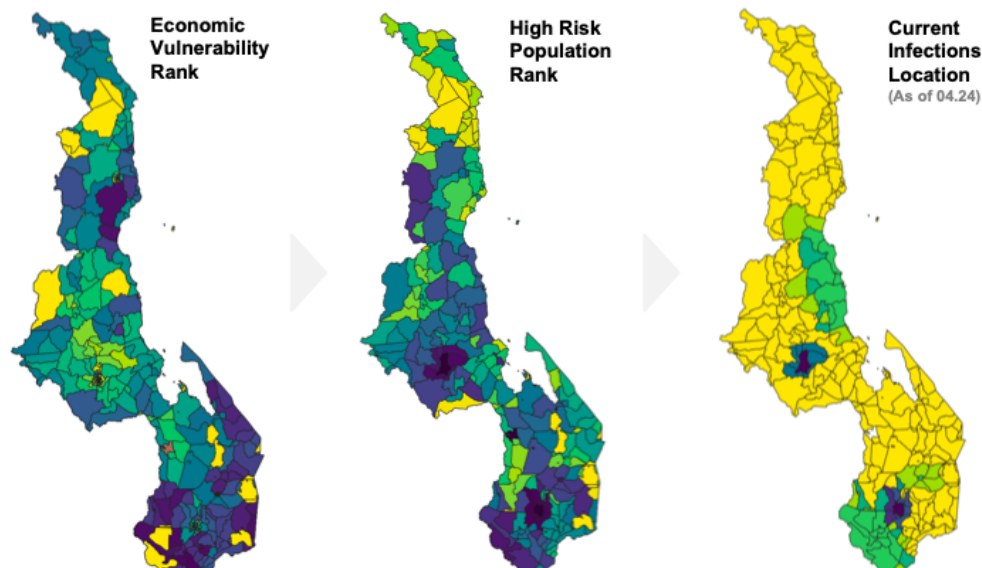 Economic
Vulnerability
Rank
High Risk
Population
Rank
Current
Infections
Location
(As of 04.24)